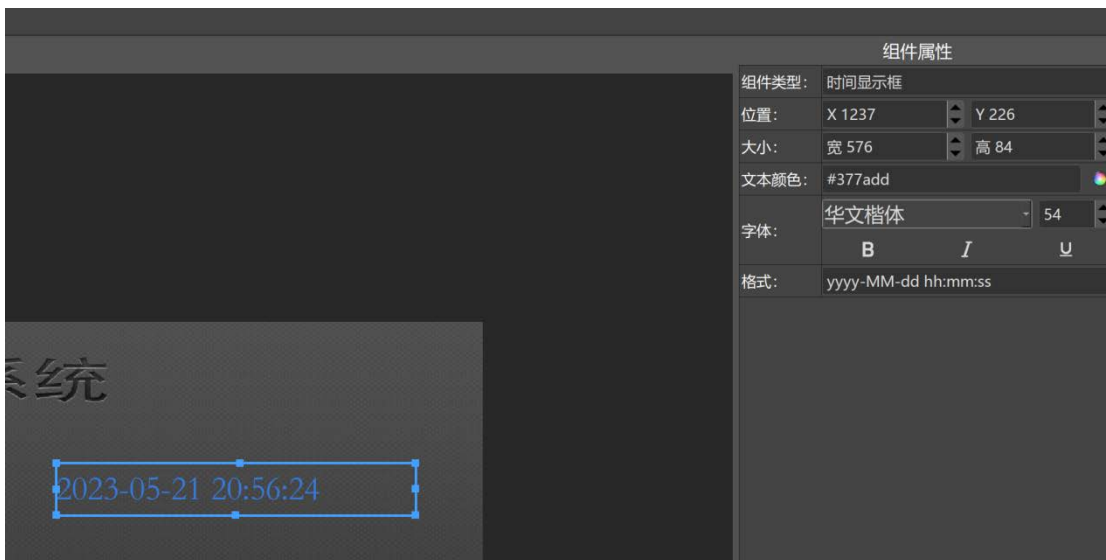 组件属性
组件类型： 时间显示框
位置： X 1237 Y 226
大小： 宽 576 高 84
文本颜色： #377add
字体： 华文楷体 54
B I U
格式： yyyy-MM-dd hh:mm:ss
系统
2023-05-21 20:56:24